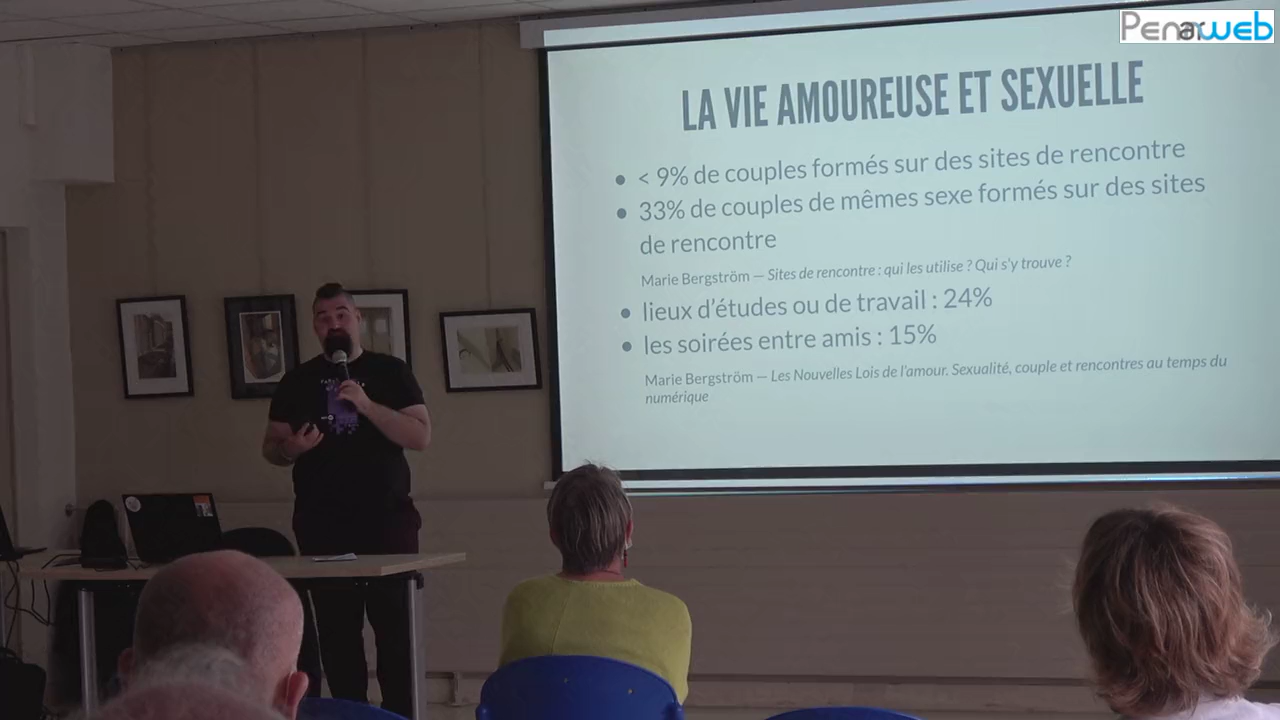 Penarweb
LA VIE AMOUREUSE ET SEXUELLE
• < 9% de couples formés sur des sites de rencontre
• 33% de couples de mêmes sexe formés sur des sites
de rencontre
Marie Bergström — Sites de rencontre : qui les utilise ? Qui s'y trouve ?
• lieux d'études ou de travail : 24%
• les soirées entre amis : 15%
Marie Bergström — Les Nouvelles Lois de l'amour. Sexualité, couple et rencontres au temps du
numérique